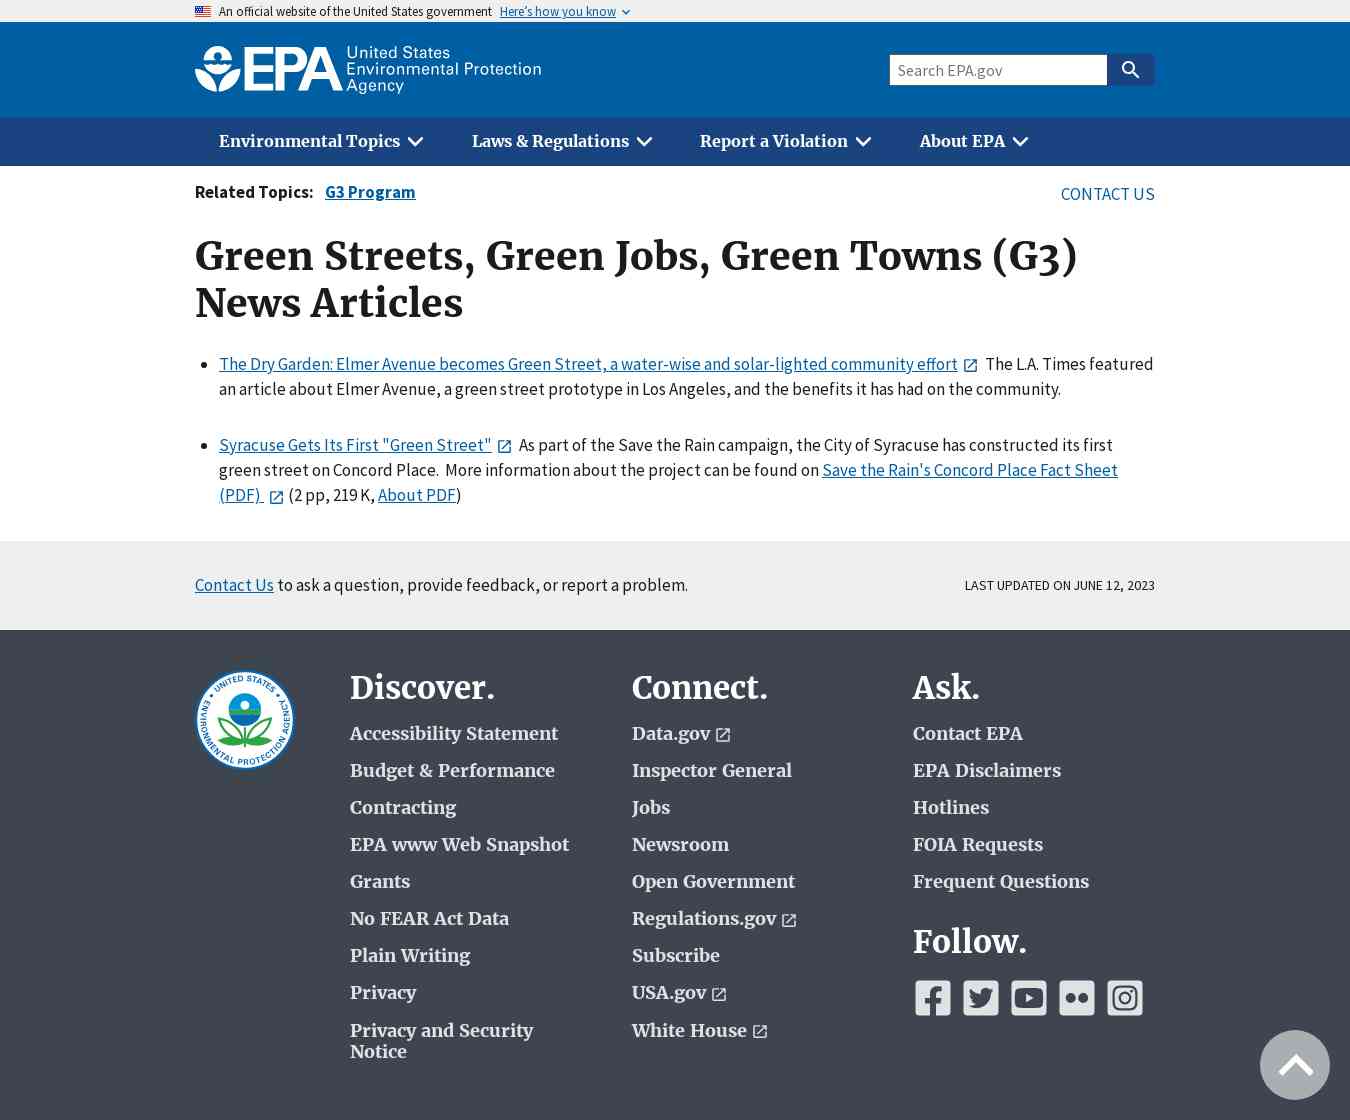 An official website of the United States government Here’s how you know
EPA United States
Environmental Protection
Agency
Search EPA.gov
Environmental Topics Laws & Regulations Report a Violation About EPA
Related Topics: G3 Program CONTACT US
Green Streets, Green Jobs, Green Towns (G3)
News Articles
The Dry Garden: Elmer Avenue becomes Green Street, a water-wise and solar-lighted community effort The L.A. Times featured
an article about Elmer Avenue, a green street prototype in Los Angeles, and the benefits it has had on the community.
Syracuse Gets Its First "Green Street" As part of the Save the Rain campaign, the City of Syracuse has constructed its first
green street on Concord Place. More information about the project can be found on Save the Rain's Concord Place Fact Sheet
(PDF) (2 pp, 219 K, About PDF)
Contact Us to ask a question, provide feedback, or report a problem. LAST UPDATED ON JUNE 12, 2023
UNITED STATES ENVIRONMENTAL PROTECTION AGENCY
Discover.
Accessibility Statement
Budget & Performance
Contracting
EPA www Web Snapshot
Grants
No FEAR Act Data
Plain Writing
Privacy
Privacy and Security
Notice
Connect.
Data.gov
Inspector General
Jobs
Newsroom
Open Government
Regulations.gov
Subscribe
USA.gov
White House
Ask.
Contact EPA
EPA Disclaimers
Hotlines
FOIA Requests
Frequent Questions
Follow.